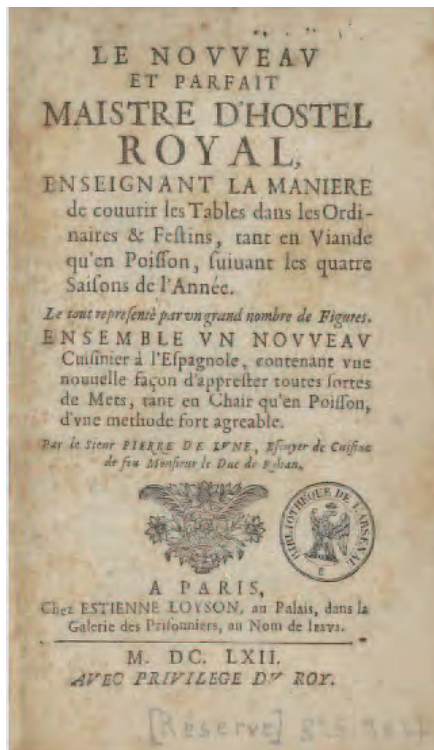 LE NOVVEAV
ET PARFAIT
MAISTRE D'HOSTEL
ROYAL,
ENSEIGNANT LA MANIERE
de couurir les Tables dans les Ordi-
naires & Feſtins, tant en Viande
qu'en Poiſſon, ſuiuant les quatre
Saiſons de l'Année.
Le tout repreſenté par vn grand nombre de Figures.
ENSEMBLE VN NOVVEAV
Cuiſinier à l'Eſpagnole, contenant vne
nouuelle façon d'appreſter toutes ſortes
de Mets, tant en Chair qu'en Poiſſon,
d'vne methode fort agreable.
Par le Sieur PIERRE DE LVNE, Eſcuyer de Cuiſine
de feu Monſieur le Duc de Rohan.
BIBLIOTHEQUE DE L'ARSENAL
A PARIS,
Chez ESTIENNE LOYSON, au Palais, dans la
Galerie des Priſonniers, au Nom de Iesvs.
M. DC. LXII.
AVEC PRIVILEGE DV ROY.
[Réserve] 8° S.